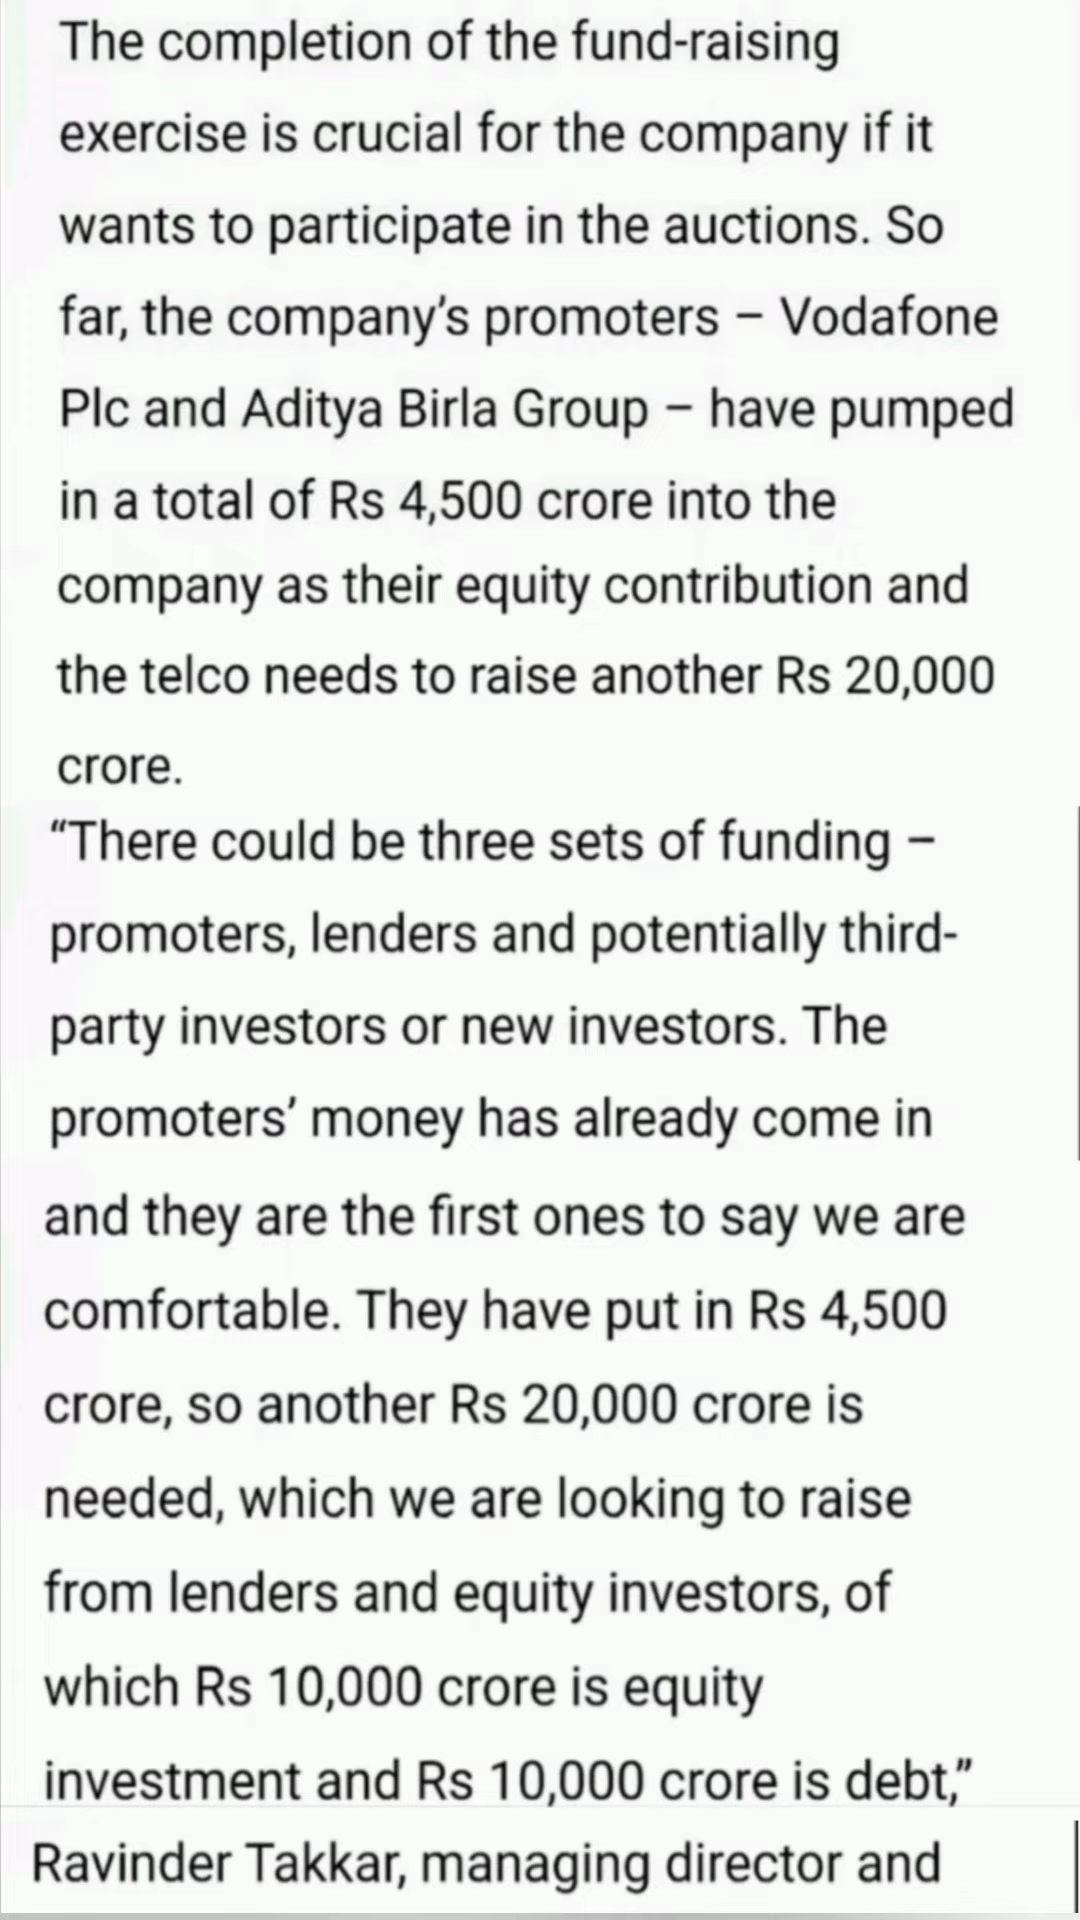 The completion of the fund-raising
exercise is crucial for the company if it
wants to participate in the auctions. So
far, the company’s promoters – Vodafone
Plc and Aditya Birla Group – have pumped
in a total of Rs 4,500 crore into the
company as their equity contribution and
the telco needs to raise another Rs 20,000
crore.
“There could be three sets of funding –
promoters, lenders and potentially third-
party investors or new investors. The
promoters’ money has already come in
and they are the first ones to say we are
comfortable. They have put in Rs 4,500
crore, so another Rs 20,000 crore is
needed, which we are looking to raise
from lenders and equity investors, of
which Rs 10,000 crore is equity
investment and Rs 10,000 crore is debt,”
Ravinder Takkar, managing director and